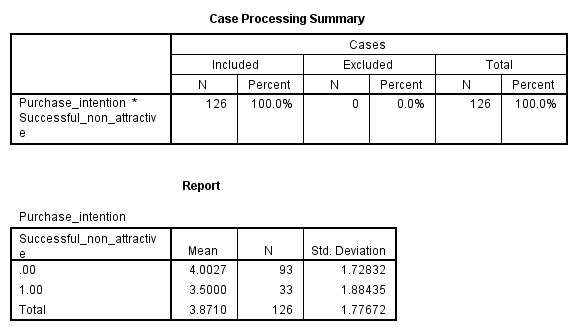 Case Processing Summary
Cases
Included Excluded Total
N Percent N Percent N Percent
Purchase_intention * 126 100.0% 0 0.0% 126 100.0%
Successful_non_attractiv
e
Report
Purchase_intention
Successful_non_attractiv
e Mean N Std. Deviation
.00 4.0027 93 1.72832
1.00 3.5000 33 1.88435
Total 3.8710 126 1.77672